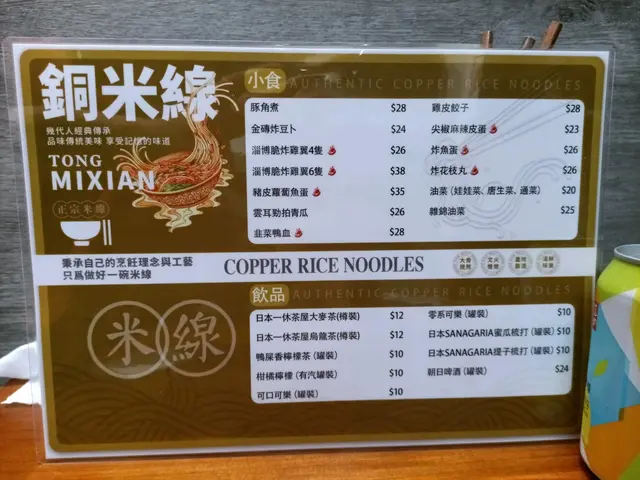 銅米線
幾代人經典傳承
品味傳統美味 享受記憶的味道
TONG
MIXIAN
正宗米線
小食
AUTHENTIC COPPER RICE NOODLES
豚角煮 $28
金磚炸豆卜 $24
淄博脆炸雞翼4隻 $26
淄博脆炸雞翼6隻 $38
豬皮蘿蔔魚蛋 $35
雲耳勁拍青瓜 $26
韭菜鴨血 $28
雞皮餃子 $28
尖椒麻辣皮蛋 $23
炸魚蛋 $26
炸花枝丸 $26
油菜（娃娃菜、唐生菜、通菜） $20
雜錦油菜 $25
秉承自己的烹飪理念與工藝
只爲做好一碗米線
COPPER RICE NOODLES
飲品
AUTHENTIC COPPER RICE NOODLES
日本一休茶屋大麥茶(樽裝) $12
日本一休茶屋烏龍茶(樽裝) $12
鴨屎香檸檬茶（罐裝） $10
柑橘檸檬（有汽罐裝） $10
可口可樂（罐裝） $10
零系可樂（罐裝） $10
日本SANAGARIA蜜瓜梳打（罐裝） $10
日本SANAGARIA提子梳打（罐裝） $10
朝日啤酒（罐裝） $24
米線